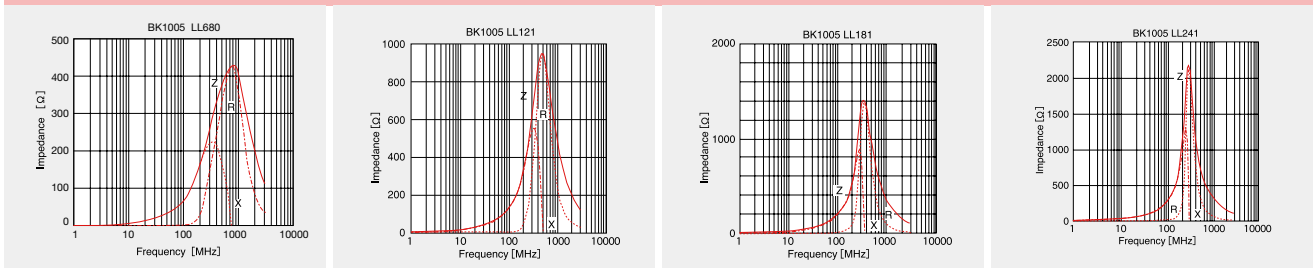 BK1005 LL680
500
400
300
200
100
0
Impedance [Ω]
Z
R
X
1
10
100
1000
10000
Frequency [MHz]
BK1005 LL121
1000
800
600
400
200
0
Impedance [Ω]
Z
R
X
1
10
100
1000
10000
Frequency [MHz]
BK1005 LL181
2000
1000
0
Impedance [Ω]
Z
R
X
1
10
100
1000
10000
Frequency [MHz]
BK1005 LL241
2500
2000
1500
1000
500
0
Impedance [Ω]
Z
R
X
1
10
100
1000
10000
Frequency [MHz]